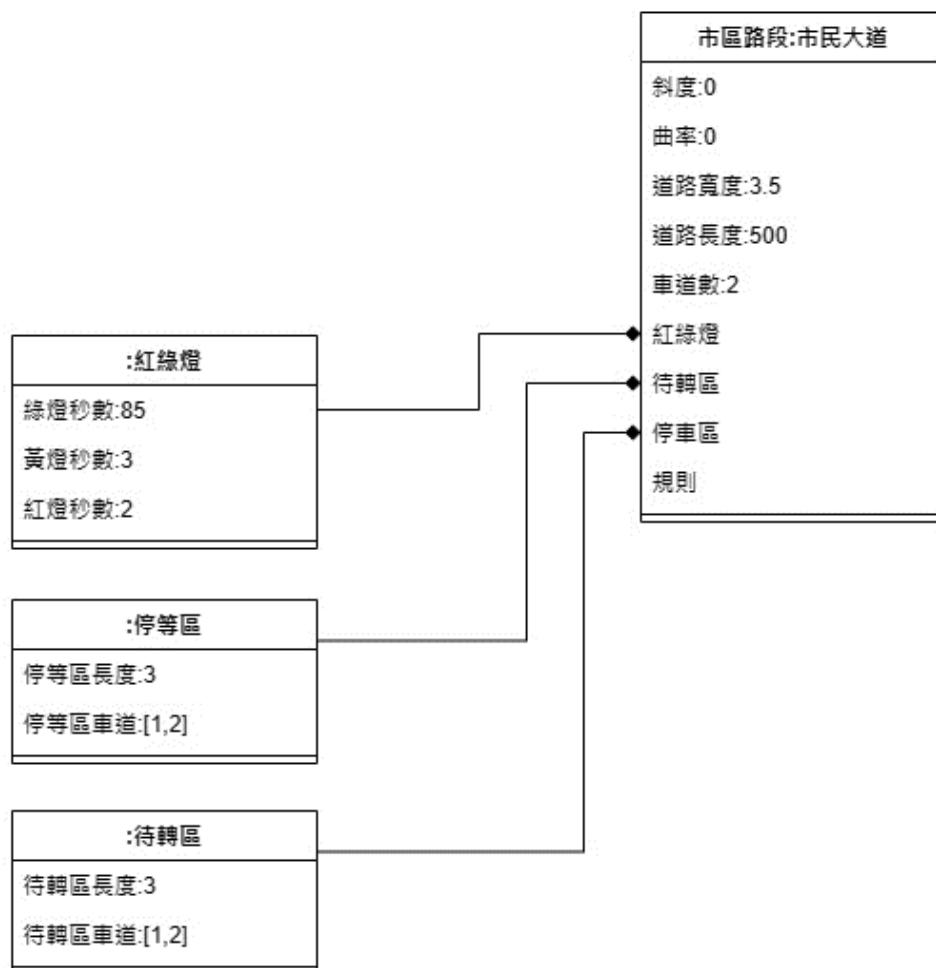 市區路段:市民大道
斜度:0
曲率:0
道路寬度:3.5
道路長度:500
車道數:2
紅綠燈
待轉區
停車區
規則
:紅綠燈
綠燈秒數:85
黃燈秒數:3
紅燈秒數:2
:停等區
停等區長度:3
停等區車道:[1,2]
:待轉區
待轉區長度:3
待轉區車道:[1,2]